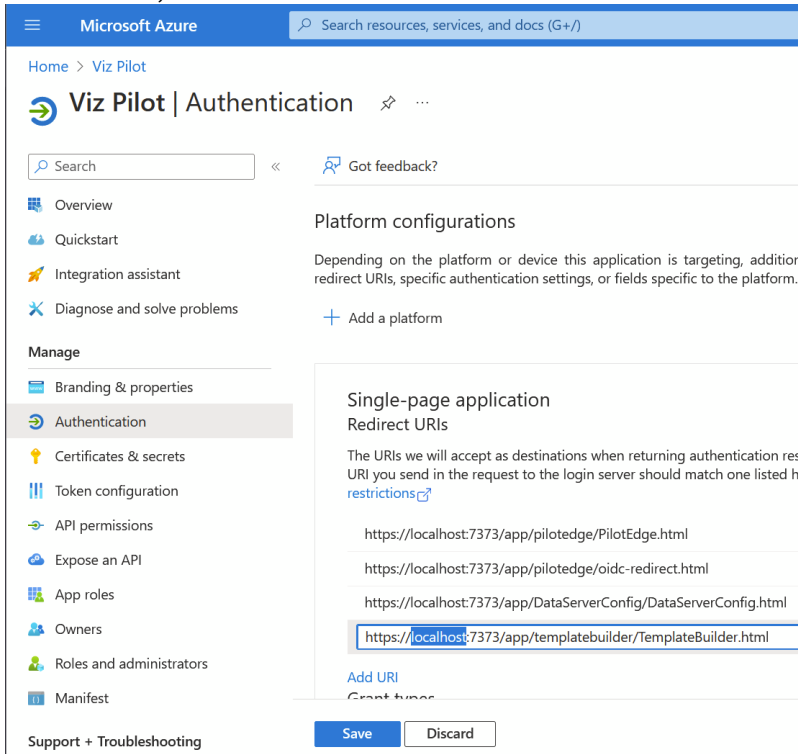 Microsoft Azure
Search resources, services, and docs (G+/)
Home > Viz Pilot
Viz Pilot | Authentication
Search
«
Got feedback?
Overview
Quickstart
Integration assistant
Diagnose and solve problems
Manage
Branding & properties
Authentication
Certificates & secrets
Token configuration
API permissions
Expose an API
App roles
Owners
Roles and administrators
Manifest
Support + Troubleshooting
Platform configurations
Depending on the platform or device this application is targeting, addition
redirect URIs, specific authentication settings, or fields specific to the platform.
Add a platform
Single-page application
Redirect URIs
The URIs we will accept as destinations when returning authentication res
URI you send in the request to the login server should match one listed h
restrictions
https://localhost:7373/app/pilotedge/PilotEdge.html
https://localhost:7373/app/pilotedge/oidc-redirect.html
https://localhost:7373/app/DataServerConfig/DataServerConfig.html
https://localhost:7373/app/templatebuilder/TemplateBuilder.html
Add URI
Grant types
Save
Discard